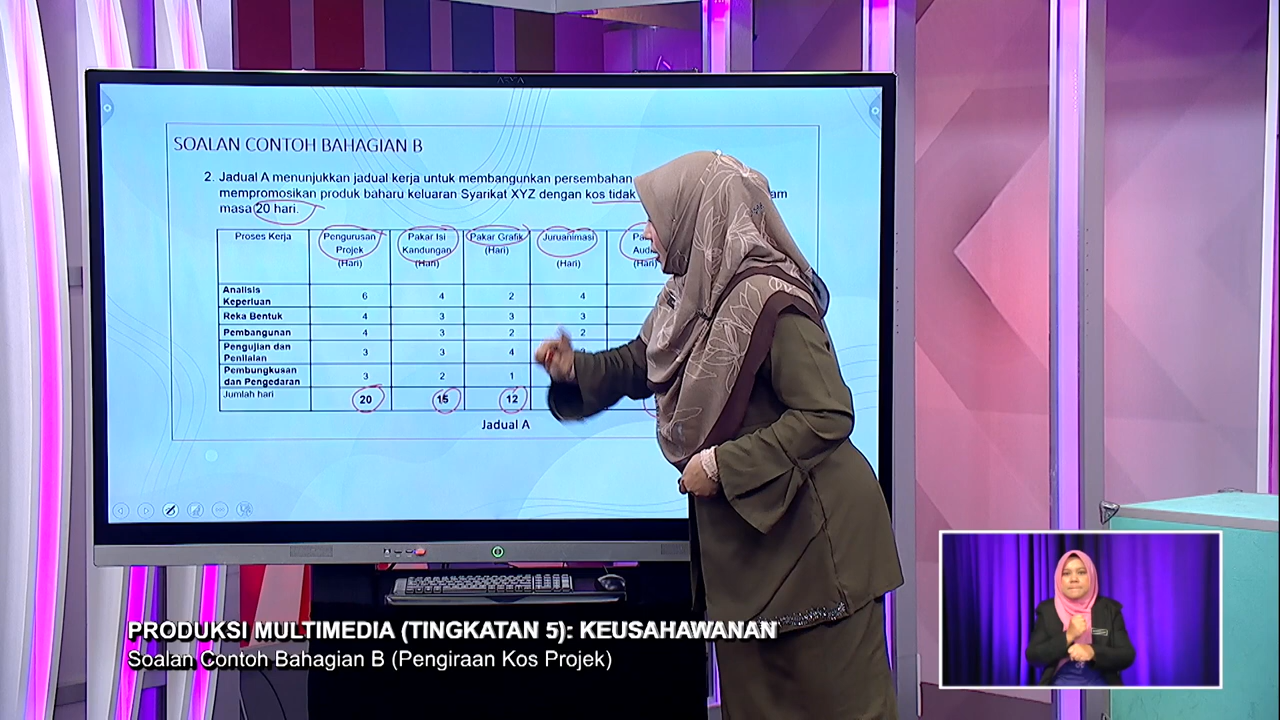 SOALAN CONTOH BAHAGIAN B
2. Jadual A menunjukkan jadual kerja untuk membangunkan persembahan
mempromosikan produk baharu keluaran Syarikat XYZ dengan kos tidak
masa 20 hari.
Proses Kerja
Pengurusan Projek (Hari)
Pakar Isi Kandungan (Hari)
Pakar Grafik (Hari)
Juruanimasi (Hari)
(Hari)
Analisis Keperluan 6 4 2 4
Reka Bentuk 4 3 3 3
Pembangunan 4 3 2 2
Pengujian dan Penilaian 3 3 4
Pembungkusan dan Pengedaran 3 2 1
Jumlah hari 20 15 12
Jadual A
PRODUKSI MULTIMEDIA (TINGKATAN 5): KEUSAHAWANAN
Soalan Contoh Bahagian B (Pengiraan Kos Projek)